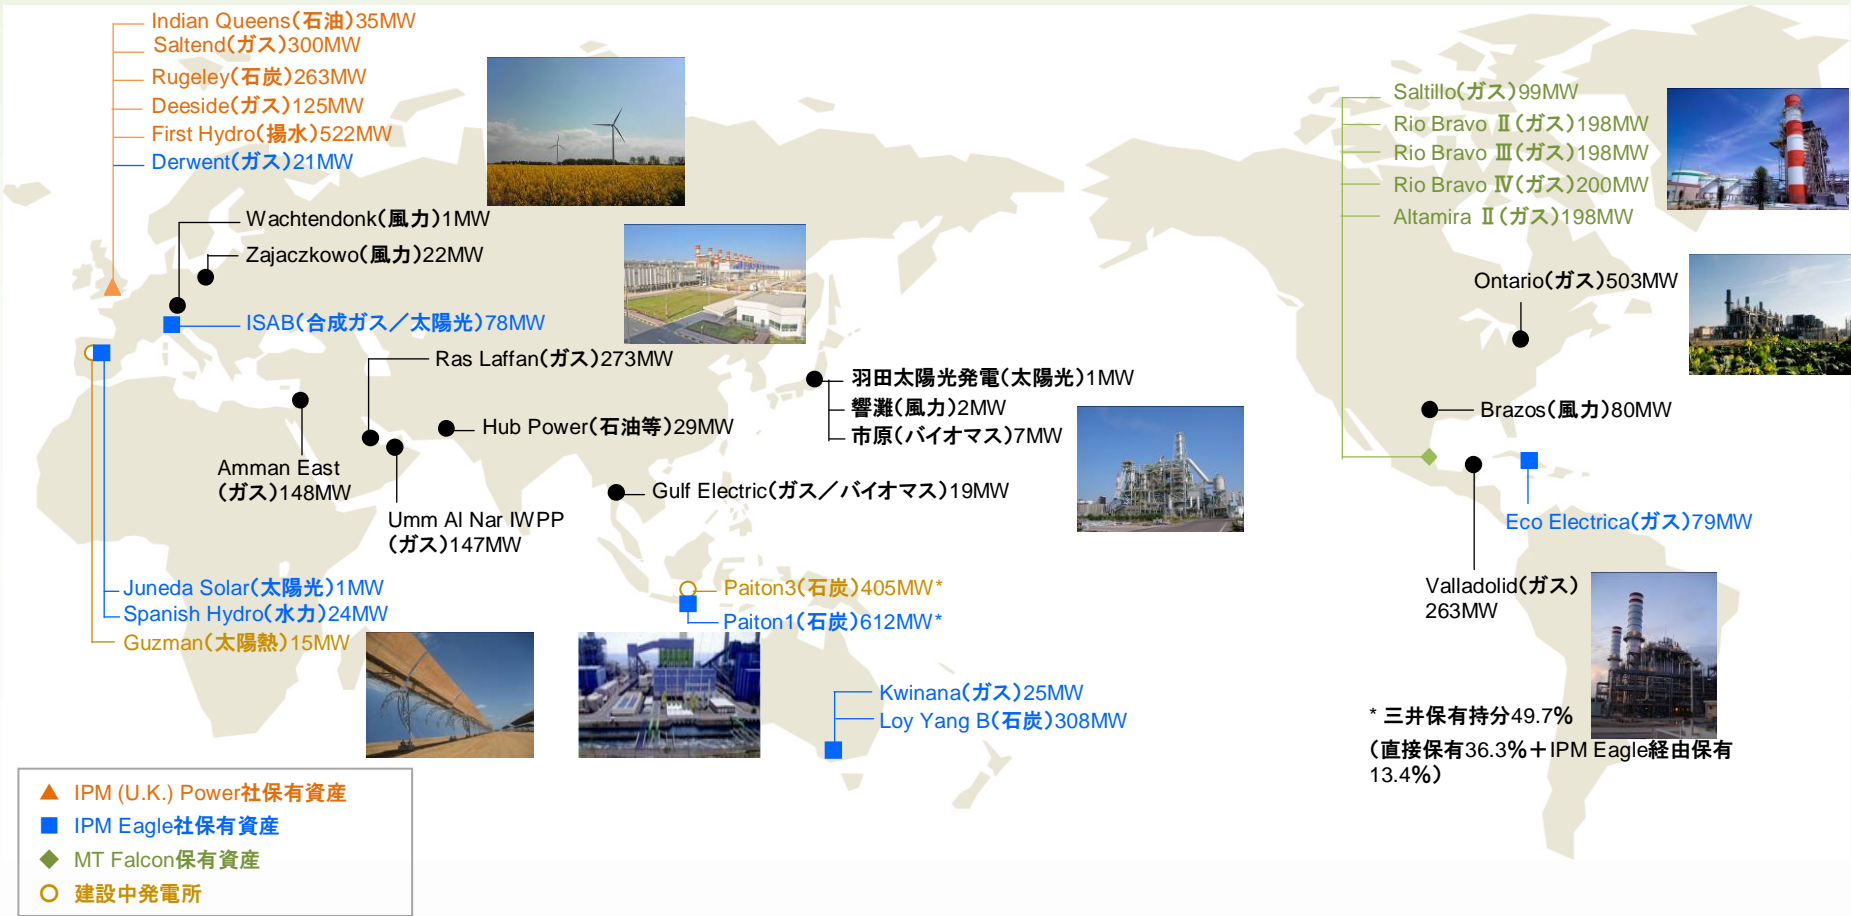 Indian Queens(石油)35MW
Saltend(ガス)300MW
Rugeley(石炭)263MW
Deeside(ガス)125MW
First Hydro(揚水)522MW
Derwent(ガス)21MW
Wachtendonk(風力)1MW
Zajaczkowo(風力)22MW
ISAB(合成ガス／太陽光)78MW
Ras Laffan(ガス)273MW
Hub Power(石油等)29MW
Amman East
(ガス)148MW
Umm Al Nar IWPP
(ガス)147MW
Gulf Electric(ガス／バイオマス)19MW
羽田太陽光発電(太陽光)1MW
響灘(風力)2MW
市原(バイオマス)7MW
Juneda Solar(太陽光)1MW
Spanish Hydro(水力)24MW
Guzman(太陽熱)15MW
Paiton3(石炭)405MW*
Paiton1(石炭)612MW*
Kwinana(ガス)25MW
Loy Yang B(石炭)308MW
Saltillo(ガス)99MW
Rio Bravo Ⅱ(ガス)198MW
Rio Bravo Ⅲ(ガス)198MW
Rio Bravo Ⅳ(ガス)200MW
Altamira Ⅱ(ガス)198MW
Ontario(ガス)503MW
Brazos(風力)80MW
Eco Electrica(ガス)79MW
Valladolid(ガス)
263MW
* 三井保有持分49.7%
(直接保有36.3%＋IPM Eagle経由保有
13.4%)
IPM (U.K.) Power社保有資産
IPM Eagle社保有資産
MT Falcon保有資産
建設中発電所